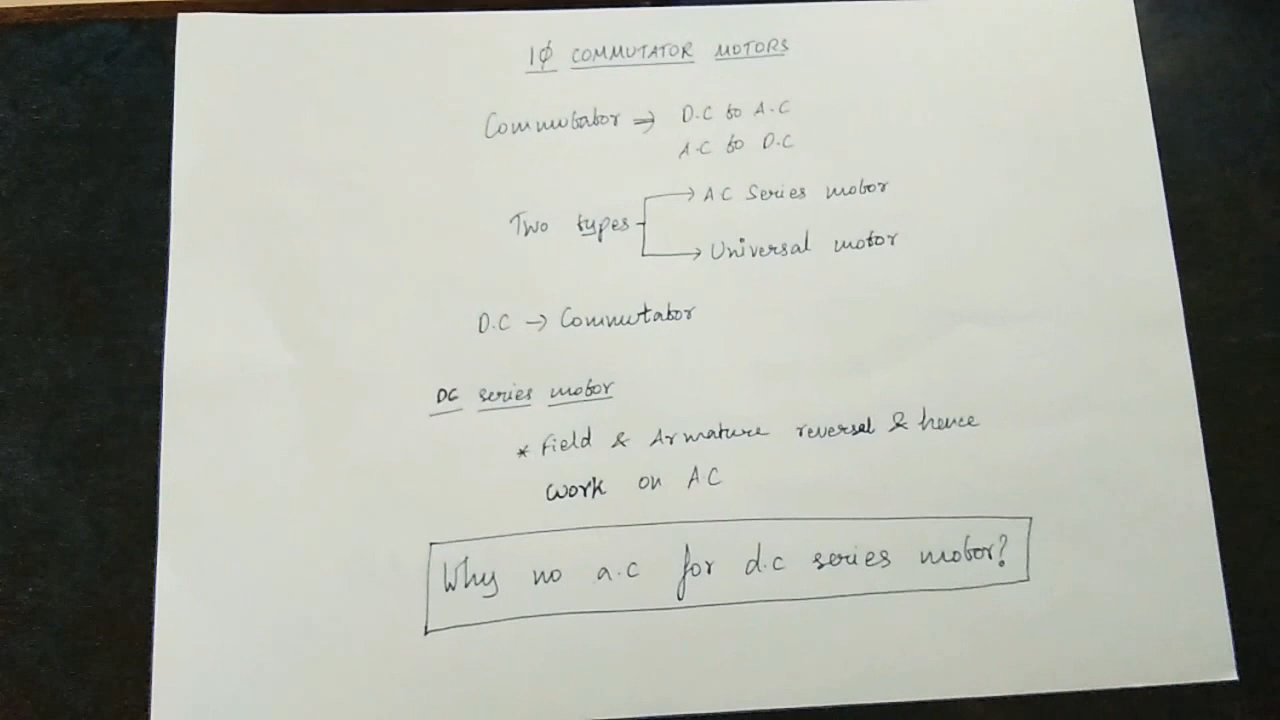 1φ COMMUTATOR MOTORS
Commutator ⇒ D.C to A.C
A.C to D.C
Two types → AC Series motor
→ Universal motor
D.C → Commutator
DC series motor
* Field & Armature reversal & hence
work on AC
Why no a.c for d.c series motor?